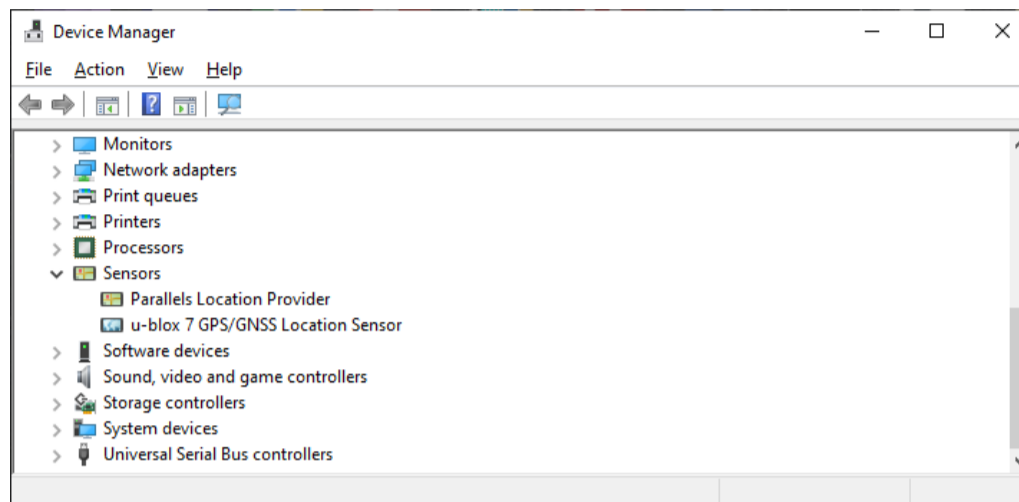 Device Manager
File Action View Help
Monitors
Network adapters
Print queues
Printers
Processors
Sensors
Parallels Location Provider
u-blox 7 GPS/GNSS Location Sensor
Software devices
Sound, video and game controllers
Storage controllers
System devices
Universal Serial Bus controllers